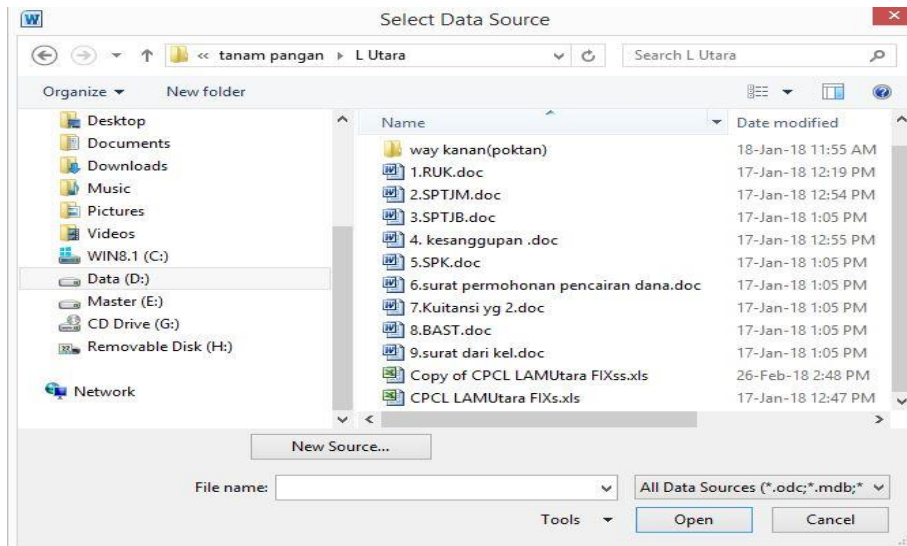 Select Data Source
« tanam pangan L Utara
Search L Utara
Organize New folder
Desktop
Documents
Downloads
Music
Pictures
Videos
WIN8.1 (C:)
Data (D:)
Master (E:)
CD Drive (G:)
Removable Disk (H:)
Network
Name Date modified
way kanan(poktan) 18-Jan-18 11:55 AM
1.RUK.doc 17-Jan-18 12:19 PM
2.SPTJM.doc 17-Jan-18 12:54 PM
3.SPTJB.doc 17-Jan-18 1:05 PM
4. kesanggupan .doc 17-Jan-18 12:55 PM
5.SPK.doc 17-Jan-18 1:05 PM
6.surat permohonan pencairan dana.doc 17-Jan-18 1:05 PM
7.Kuitansi yg 2.doc 17-Jan-18 1:05 PM
8.BAST.doc 17-Jan-18 1:05 PM
9.surat dari kel.doc 17-Jan-18 1:05 PM
Copy of CPCL LAMUtara FIXss.xls 26-Feb-18 2:48 PM
CPCL LAMUtara FIXs.xls 17-Jan-18 12:47 PM
New Source...
File name: All Data Sources (*.odc;*.mdb;*
Tools Open Cancel